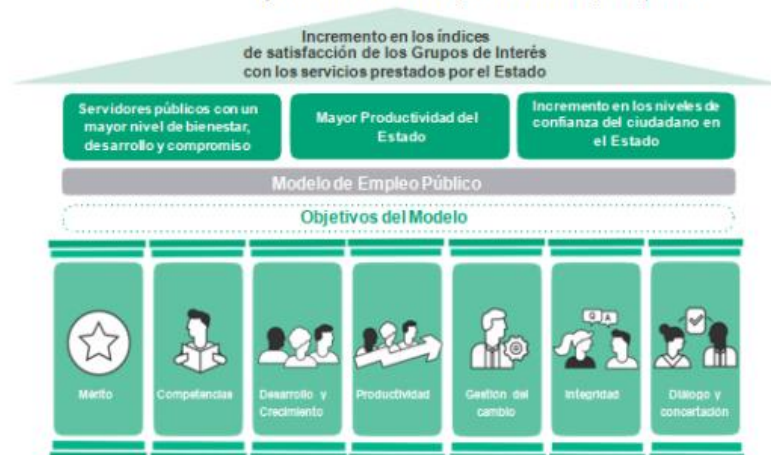 Incremento en los índices
de satisfacción de los Grupos de Interés
con los servicios prestados por el Estado
Servidores públicos con un
mayor nivel de bienestar,
desarrollo y compromiso
Mayor Productividad del
Estado
Incremento en los niveles de
confianza del ciudadano en
el Estado
Modelo de Empleo Público
Objetivos del Modelo
Mérito
Competencias
Desarrollo y
Crecimiento
Productividad
Gestión del
cambio
Q A
Integridad
Diálogo y
concertación